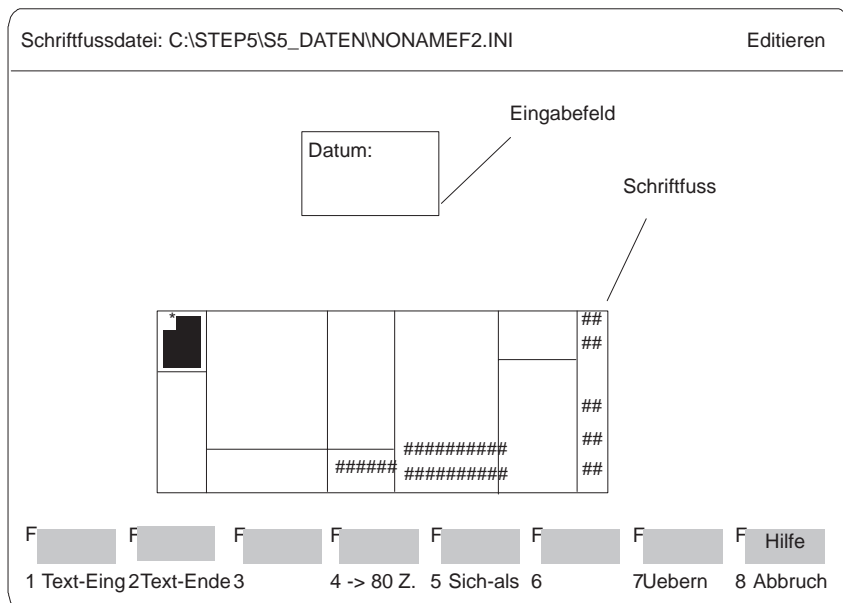 Schriftfussdatei: C:\STEP5\S5_DATEN\NONAMEF2.INI Editieren
Eingabefeld
Datum:
Schriftfuss
*
##
##
##
##########
##
###### ##########
##
F F F F F F F F Hilfe
1 Text-Eing 2Text-Ende 3 4 -> 80 Z. 5 Sich-als 6 7Uebern 8 Abbruch